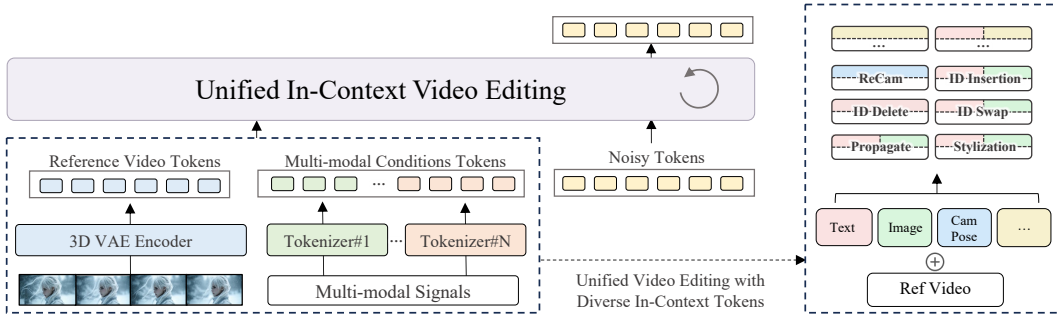 Unified In-Context Video Editing
Reference Video Tokens
Multi-modal Conditions Tokens
...
Noisy Tokens
3D VAE Encoder
Tokenizer#1
...
Tokenizer#N
Multi-modal Signals
Unified Video Editing with
Diverse In-Context Tokens
...
...
ReCam
ID Insertion
ID Delete
ID Swap
Propagate
Stylization
Text
Image
Cam
Pose
...
Ref Video